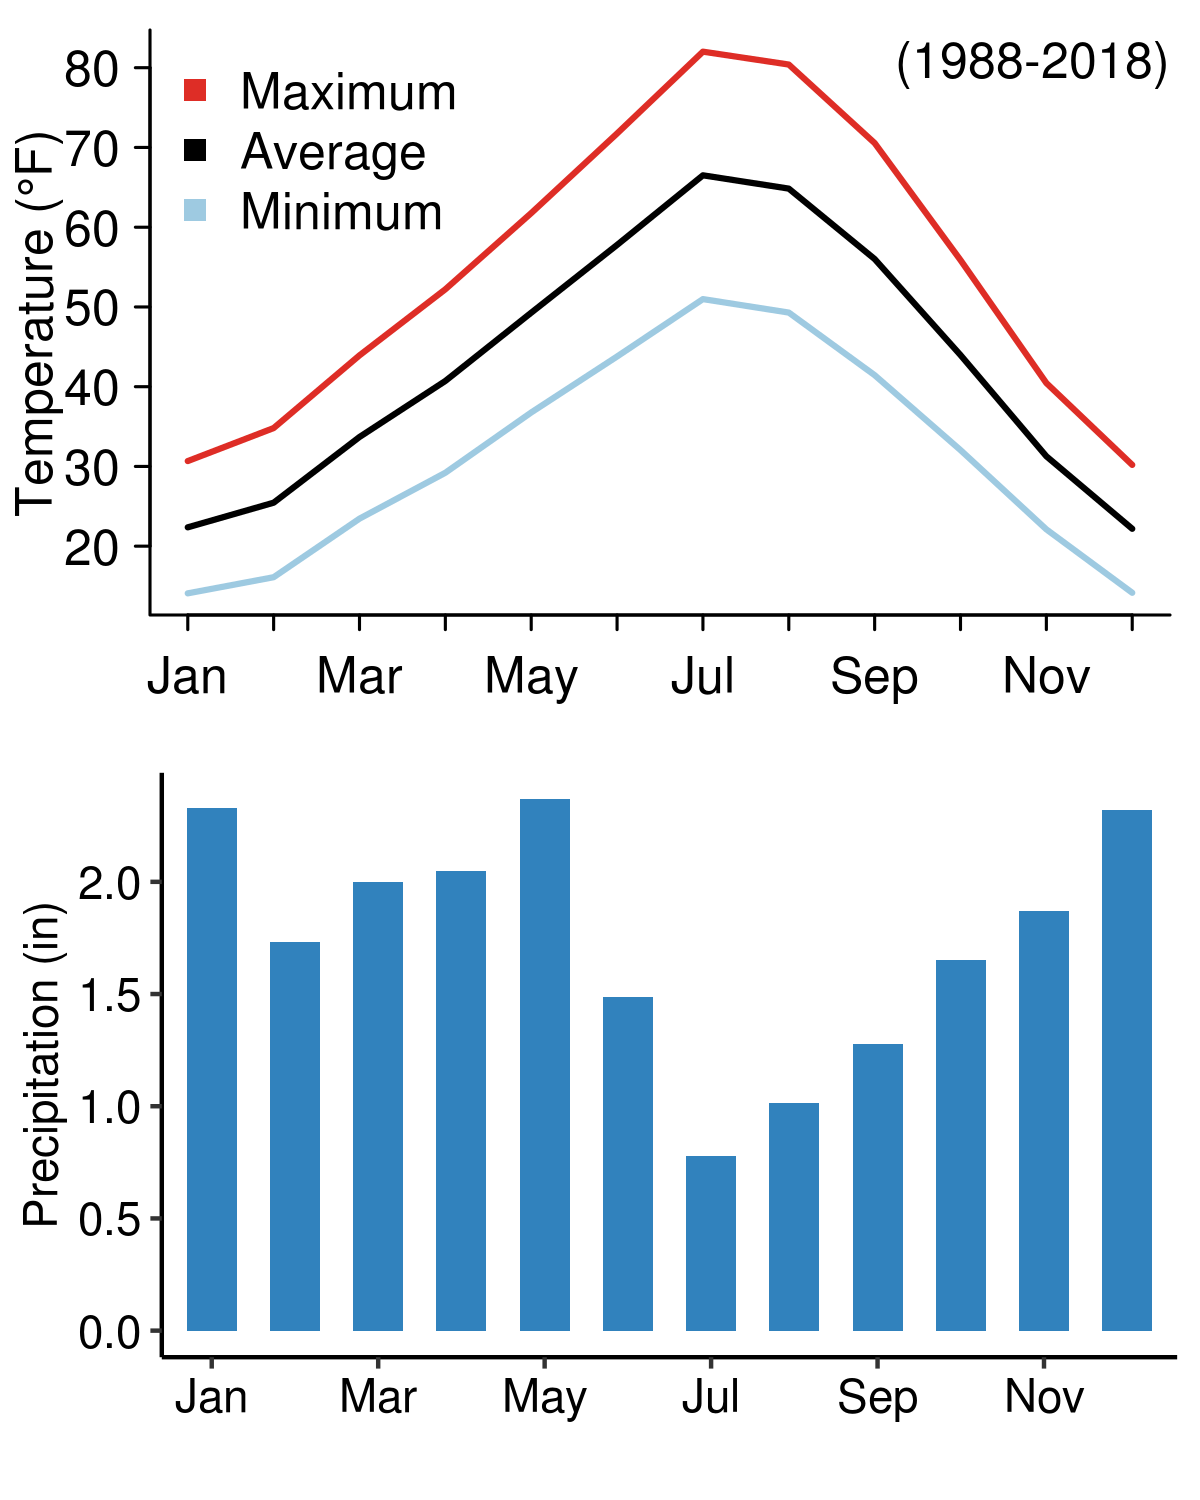 (1988-2018)
Maximum
Average
Minimum
Temperature (°F)
80
70
60
50
40
30
20
Jan Mar May Jul Sep Nov
Precipitation (in)
2.0
1.5
1.0
0.5
0.0
Jan Mar May Jul Sep Nov